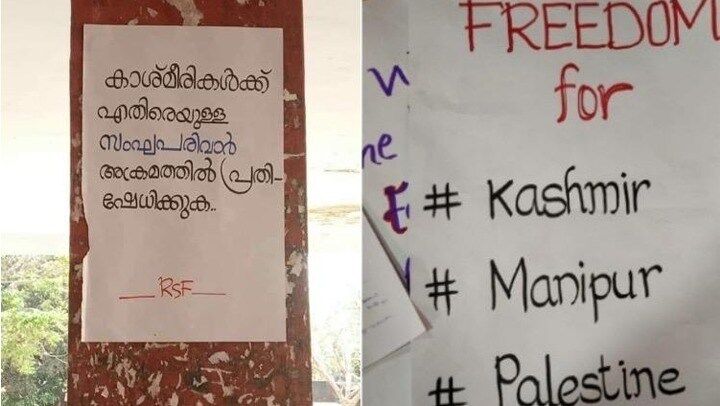 കാശ്മീരികൾക്ക്
എതിരെയുള്ള
സംഘപരിവാർ
അക്രമത്തിൽ പ്രതി-
ഷേധിക്കുക..
RSF
FREEDOM
for
# Kashmir
# Manipur
# Palestine